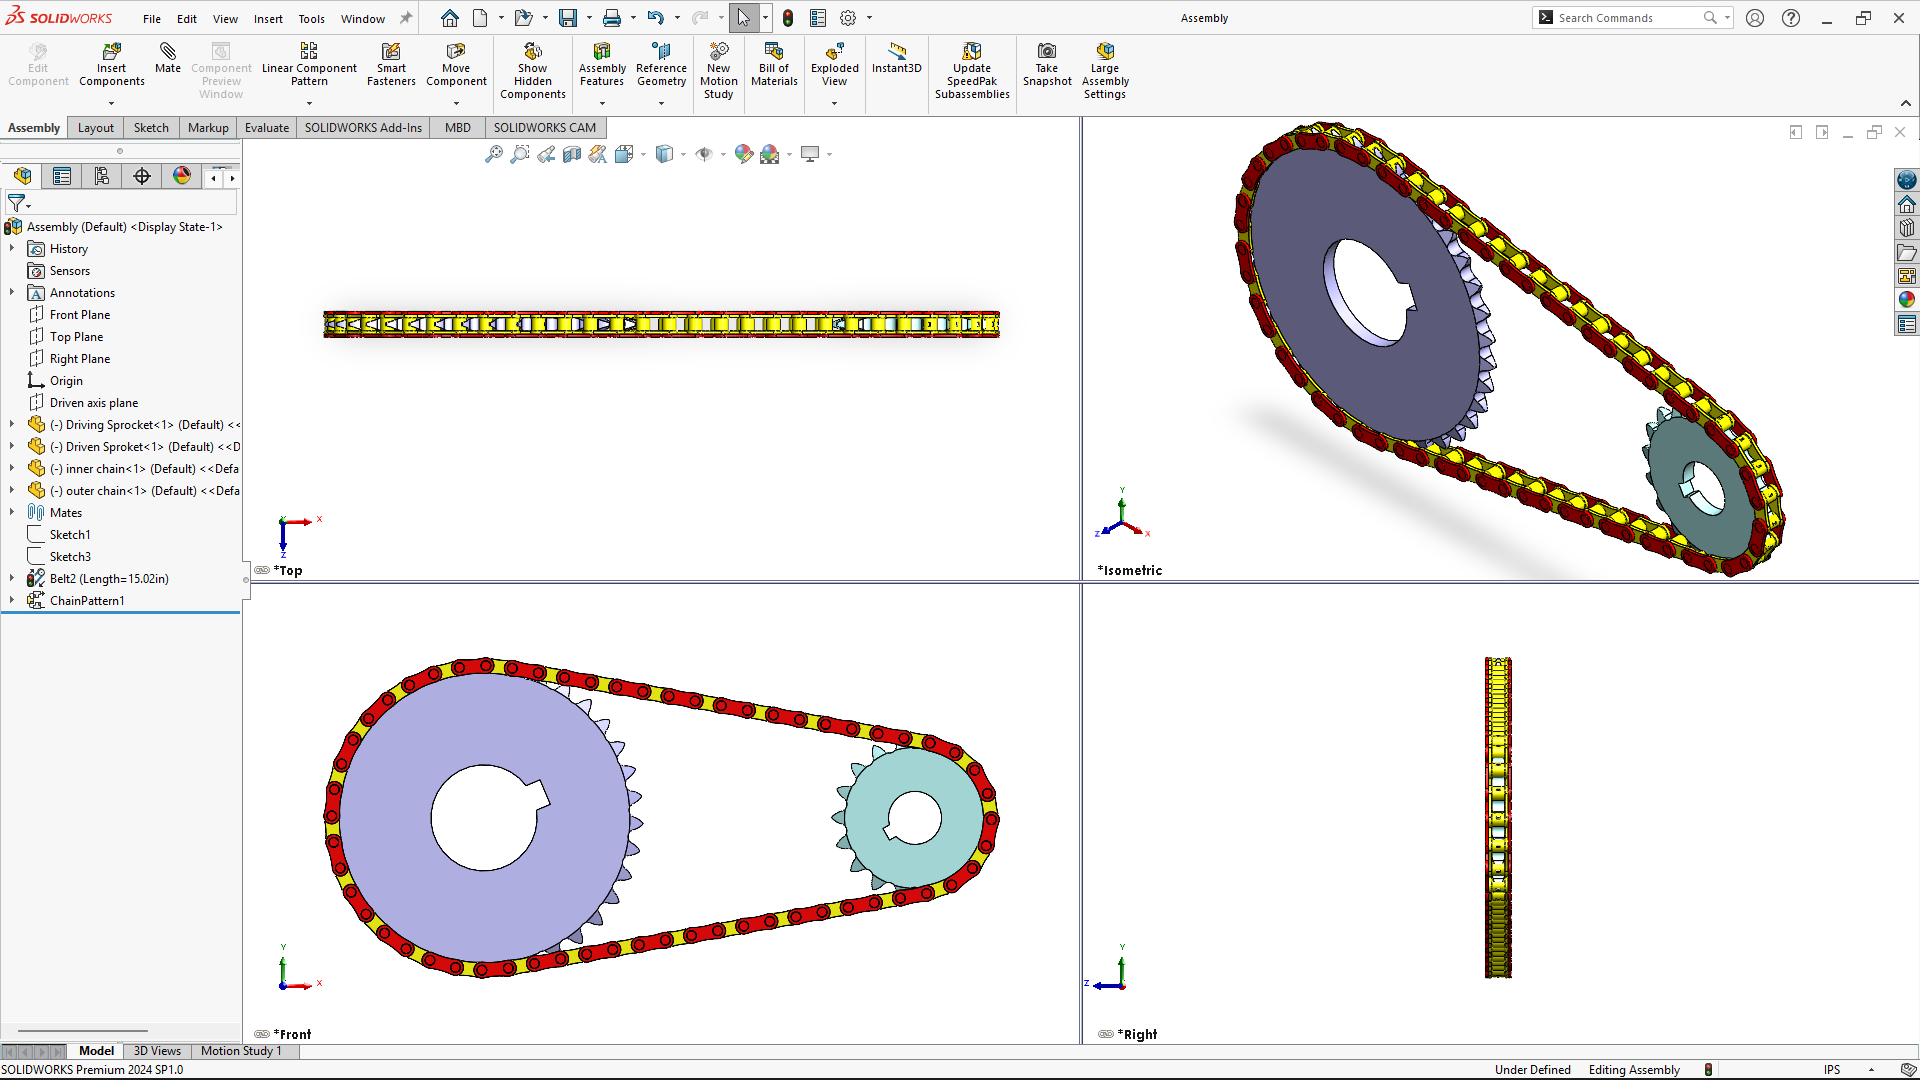 SOLIDWORKS
File Edit View Insert Tools Window
Assembly
Search Commands
Edit Component
Insert Components
Mate
Component Preview Window
Linear Component Pattern
Smart Fasteners
Move Component
Show Hidden Components
Assembly Features
Reference Geometry
New Motion Study
Bill of Materials
Exploded View
Instant3D
Update SpeedPak Subassemblies
Take Snapshot
Large Assembly Settings
Assembly Layout Sketch Markup Evaluate SOLIDWORKS Add-Ins MBD SOLIDWORKS CAM
Assembly (Default) <Display State-1>
History
Sensors
Annotations
Front Plane
Top Plane
Right Plane
Origin
Driven axis plane
(-) Driving Sprocket<1> (Default) <<
(-) Driven Sproket<1> (Default) <<D
(-) inner chain<1> (Default) <<Defa
(-) outer chain<1> (Default) <<Defa
Mates
Sketch1
Sketch3
Belt2 (Length=15.02in)
ChainPattern1
Y X Z
*Top
Y Z X
*Isometric
Y X
*Front
Y Z
*Right
Model 3D Views Motion Study 1
SOLIDWORKS Premium 2024 SP1.0
Under Defined Editing Assembly IPS